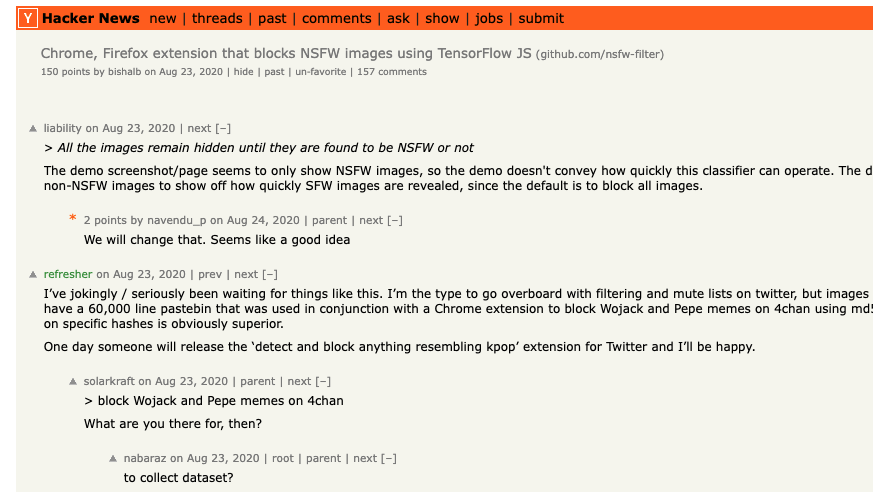 Y Hacker News new | threads | past | comments | ask | show | jobs | submit
Chrome, Firefox extension that blocks NSFW images using TensorFlow JS (github.com/nsfw-filter)
150 points by bishalb on Aug 23, 2020 | hide | past | un-favorite | 157 comments
liability on Aug 23, 2020 | next [–]
> All the images remain hidden until they are found to be NSFW or not
The demo screenshot/page seems to only show NSFW images, so the demo doesn't convey how quickly this classifier can operate. The d
non-NSFW images to show off how quickly SFW images are revealed, since the default is to block all images.
* 2 points by navendu_p on Aug 24, 2020 | parent | next [–]
We will change that. Seems like a good idea
refresher on Aug 23, 2020 | prev | next [–]
I've jokingly / seriously been waiting for things like this. I'm the type to go overboard with filtering and mute lists on twitter, but images
have a 60,000 line pastebin that was used in conjunction with a Chrome extension to block Wojack and Pepe memes on 4chan using md5
on specific hashes is obviously superior.
One day someone will release the ‘detect and block anything resembling kpop’ extension for Twitter and I'll be happy.
solarkraft on Aug 23, 2020 | parent | next [–]
> block Wojack and Pepe memes on 4chan
What are you there for, then?
nabaraz on Aug 23, 2020 | root | parent | next [–]
to collect dataset?